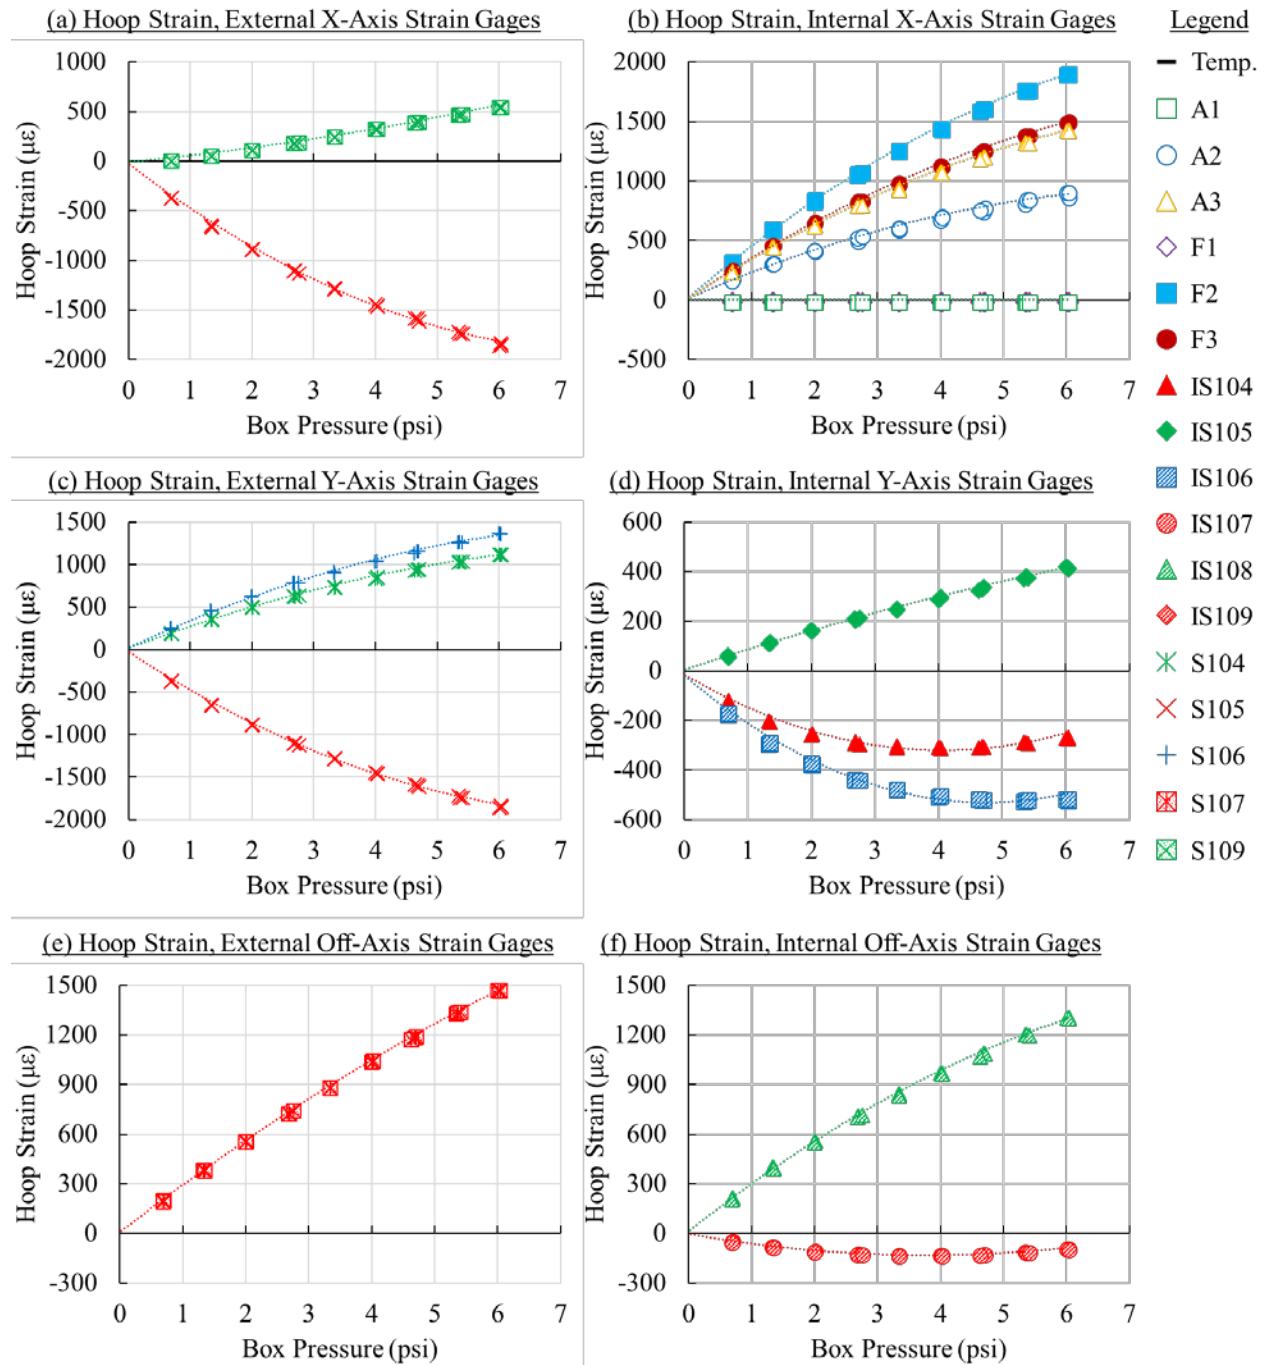 (a) Hoop Strain, External X-Axis Strain Gages
1000
500
0
-500
-1000
-1500
-2000
Hoop Strain (με)
0 1 2 3 4 5 6 7
Box Pressure (psi)
(b) Hoop Strain, Internal X-Axis Strain Gages
2000
1500
1000
500
0
-500
Hoop Strain (με)
0 1 2 3 4 5 6 7
Box Pressure (psi)
Legend
Temp.
A1
A2
A3
F1
F2
F3
IS104
IS105
IS106
IS107
IS108
IS109
S104
S105
S106
S107
S109
(c) Hoop Strain, External Y-Axis Strain Gages
1500
1000
500
0
-500
-1000
-1500
-2000
Hoop Strain (με)
0 1 2 3 4 5 6 7
Box Pressure (psi)
(d) Hoop Strain, Internal Y-Axis Strain Gages
600
400
200
0
-200
-400
-600
Hoop Strain (με)
0 1 2 3 4 5 6 7
Box Pressure (psi)
(e) Hoop Strain, External Off-Axis Strain Gages
1500
1200
900
600
300
0
-300
Hoop Strain (με)
0 1 2 3 4 5 6 7
Box Pressure (psi)
(f) Hoop Strain, Internal Off-Axis Strain Gages
1500
1200
900
600
300
0
-300
Hoop Strain (με)
0 1 2 3 4 5 6 7
Box Pressure (psi)